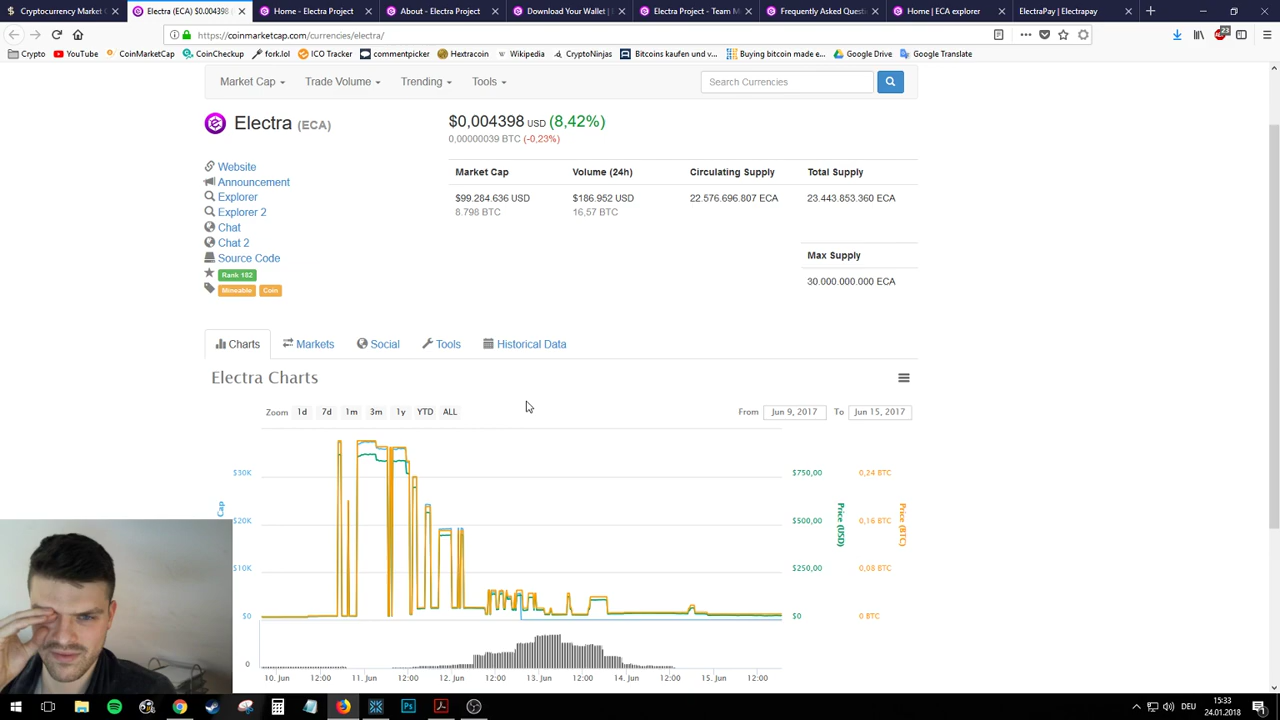 Cryptocurrency Market C
Electra (ECA) $0.004398
Home - Electra Project
About - Electra Project
Download Your Wallet |
Electra Project - Team M
Frequently Asked Questi
Home | ECA explorer
ElectraPay | Electrapay
https://coinmarketcap.com/currencies/electra/
23
Crypto
YouTube
CoinMarketCap
CoinCheckup
fork.lol
ICO Tracker
commentpicker
Hextracoin
Wikipedia
CryptoNinjas
Bitcoins kaufen und v...
Buying bitcoin made e...
Google Drive
Google Translate
Market Cap
Trade Volume
Trending
Tools
Search Currencies
Electra (ECA)
$0,004398 USD (8,42%)
0,00000039 BTC (-0,23%)
Website
Announcement
Explorer
Explorer 2
Chat
Chat 2
Source Code
Rank 182
Mineable
Coin
Market Cap
Volume (24h)
Circulating Supply
Total Supply
$99.284.636 USD
$186.952 USD
22.576.696.807 ECA
23.443.853.360 ECA
8.798 BTC
16,57 BTC
Max Supply
30.000.000.000 ECA
Charts
Markets
Social
Tools
Historical Data
Electra Charts
Zoom
1d
7d
1m
3m
1y
YTD
ALL
From
Jun 9, 2017
To
Jun 15, 2017
$30K
$750,00
0,24 BTC
Cap
Price (USD)
Price (BTC)
$20K
$500,00
0,16 BTC
$10K
$250,00
0,08 BTC
$0
$0
0 BTC
0
10. Jun
12:00
11. Jun
12:00
12. Jun
12:00
13. Jun
12:00
14. Jun
12:00
15. Jun
12:00
DEU
15:33
24.01.2018